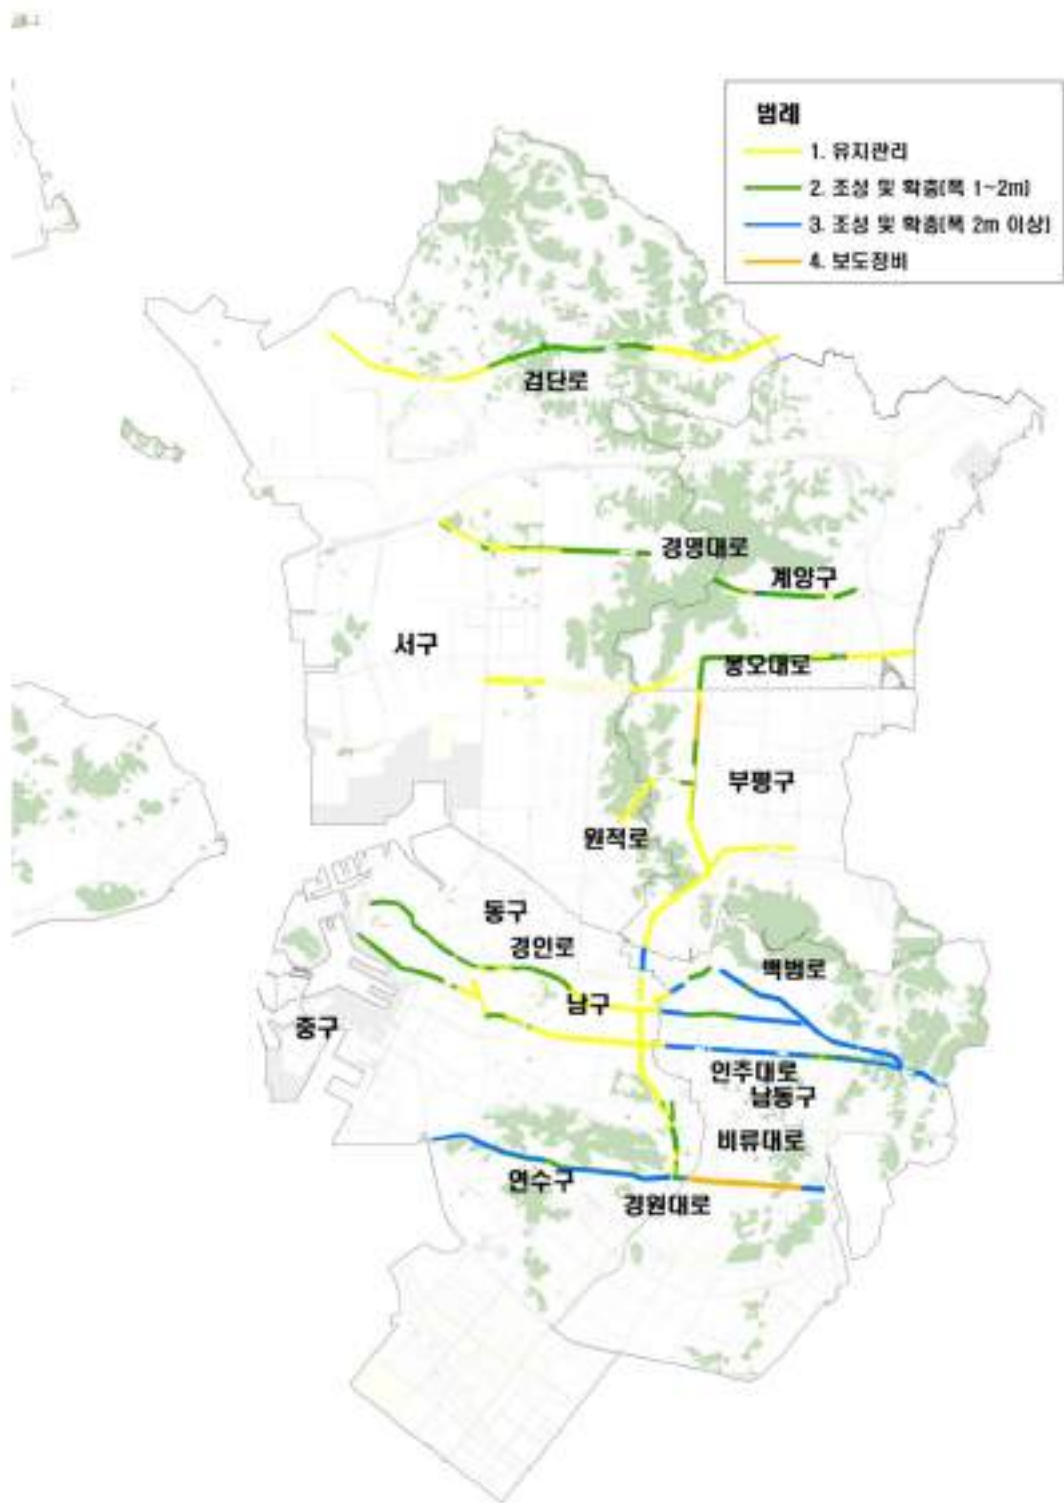 범례
1. 유지관리
2. 조성 및 확충(폭 1~2m)
3. 조성 및 확충(폭 2m 이상)
4. 보도정비
검단로
경명대로
계양구
서구
봉오대로
부평구
원적로
동구
경인로
백범로
남구
중구
인주대로
남동구
비류대로
연수구
경원대로